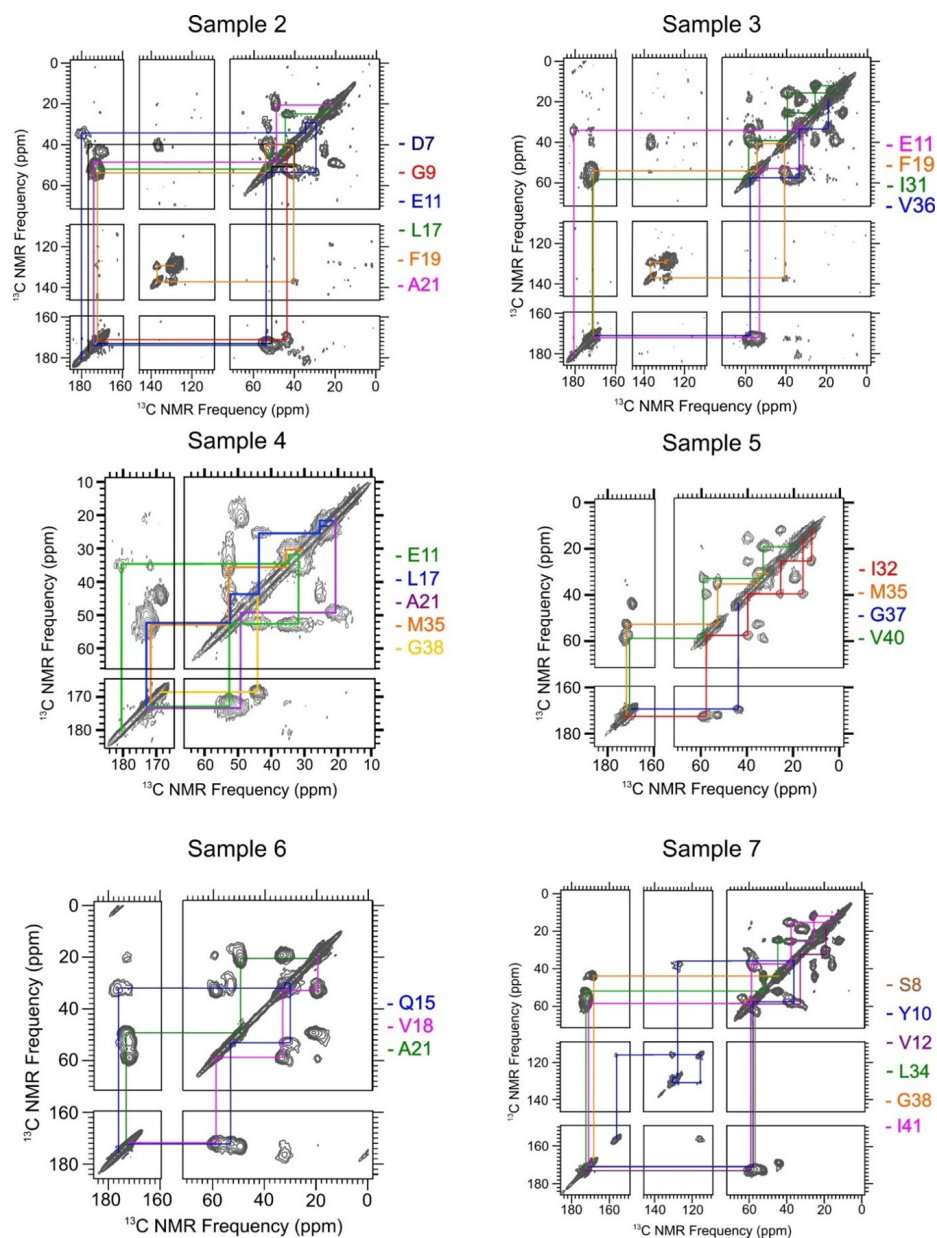 Sample 2
0
20
40
60
120
140
160
180
180 160
140 120
60 40 20 0
13C NMR Frequency (ppm)
13C NMR Frequency (ppm)
- D7
- G9
- E11
- L17
- F19
- A21
Sample 3
0
20
40
60
120
140
160
180
180 160
140 120
60 40 20 0
13C NMR Frequency (ppm)
13C NMR Frequency (ppm)
- E11
- F19
- I31
- V36
Sample 4
10
20
30
40
50
60
170
180
180 170
60 50 40 30 20 10
13C NMR Frequency (ppm)
13C NMR Frequency (ppm)
- E11
- L17
- A21
- M35
- G38
Sample 5
0
20
40
60
160
180
180 160
60 40 20 0
13C NMR Frequency (ppm)
13C NMR Frequency (ppm)
- I32
- M35
- G37
- V40
Sample 6
0
20
40
60
160
180
180 160
60 40 20 0
13C NMR Frequency (ppm)
13C NMR Frequency (ppm)
- Q15
- V18
- A21
Sample 7
0
20
40
60
120
140
160
180
180 160
140 120
60 40 20 0
13C NMR Frequency (ppm)
13C NMR Frequency (ppm)
- S8
- Y10
- V12
- L34
- G38
- I41